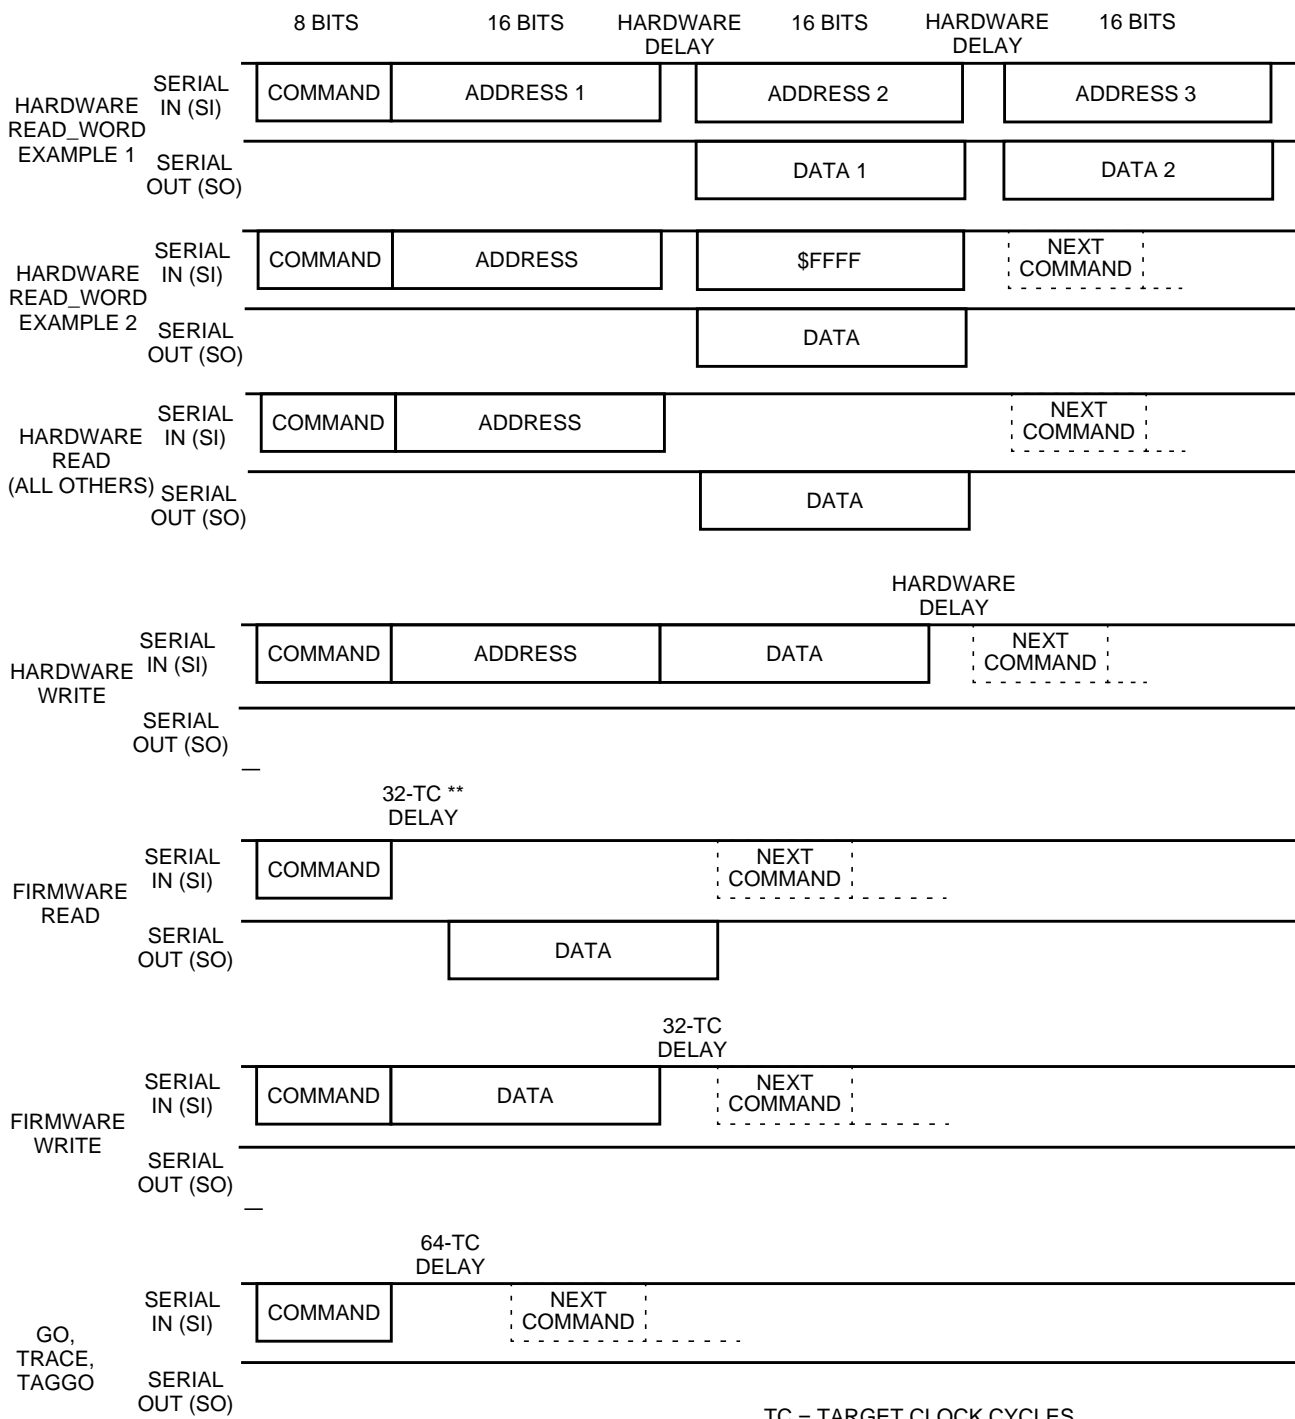 8 BITS
16 BITS
HARDWARE
DELAY
16 BITS
HARDWARE
DELAY
16 BITS
HARDWARE
READ_WORD
EXAMPLE 1
SERIAL
IN (SI)
COMMAND
ADDRESS 1
ADDRESS 2
ADDRESS 3
SERIAL
OUT (SO)
DATA 1
DATA 2
HARDWARE
READ_WORD
EXAMPLE 2
SERIAL
IN (SI)
COMMAND
ADDRESS
$FFFF
NEXT
COMMAND
SERIAL
OUT (SO)
DATA
HARDWARE
READ
(ALL OTHERS)
SERIAL
IN (SI)
COMMAND
ADDRESS
NEXT
COMMAND
SERIAL
OUT (SO)
DATA
HARDWARE
DELAY
HARDWARE
WRITE
SERIAL
IN (SI)
COMMAND
ADDRESS
DATA
NEXT
COMMAND
SERIAL
OUT (SO)
32-TC **
DELAY
FIRMWARE
READ
SERIAL
IN (SI)
COMMAND
NEXT
COMMAND
SERIAL
OUT (SO)
DATA
32-TC
DELAY
FIRMWARE
WRITE
SERIAL
IN (SI)
COMMAND
DATA
NEXT
COMMAND
SERIAL
OUT (SO)
64-TC
DELAY
GO,
TRACE,
TAGGO
SERIAL
IN (SI)
COMMAND
NEXT
COMMAND
SERIAL
OUT (SO)
TC = TARGET CLOCK CYCLES